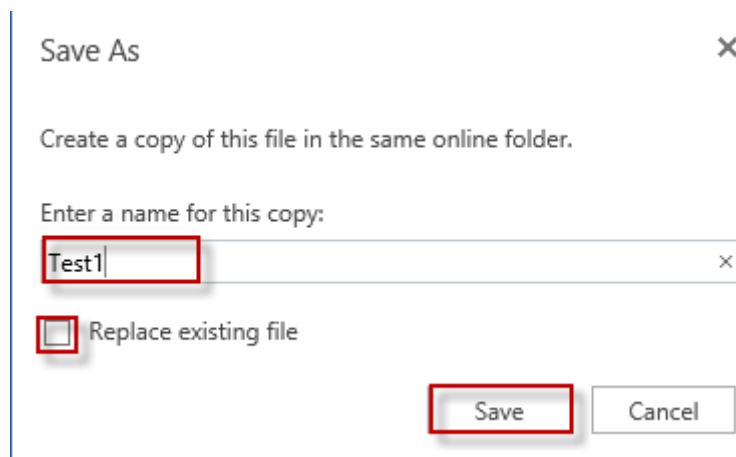 Save As
Create a copy of this file in the same online folder.
Enter a name for this copy:
Test1
Replace existing file
Save Cancel